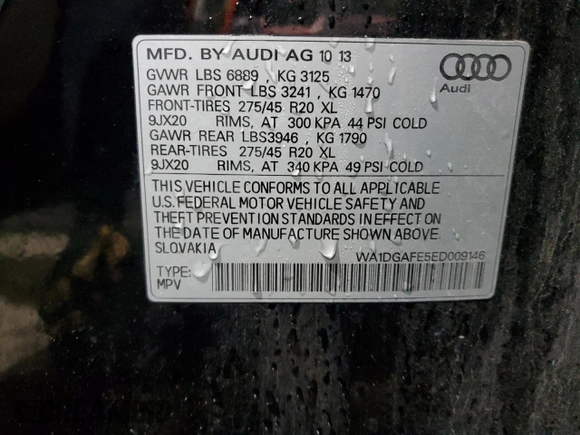 MFD. BY AUDI AG 10 13
GVWR LBS 6889 , KG 3125
GAWR FRONT LBS 3241 , KG 1470
FRONT-TIRES 275/45 R20 XL
9JX20 RIMS, AT 300 KPA 44 PSI COLD
GAWR REAR LBS3946 , KG 1790
REAR-TIRES 275/45 R20 XL
9JX20 RIMS, AT 340 KPA 49 PSI COLD
Audi
THIS VEHICLE CONFORMS TO ALL APPLICABLE
U.S. FEDERAL MOTOR VEHICLE SAFETY AND
THEFT PREVENTION STANDARDS IN EFFECT ON
THE DATE OF MANUFACTURE SHOWN ABOVE.
SLOVAKIA
WA1DGAFE5ED009146
TYPE:
MPV